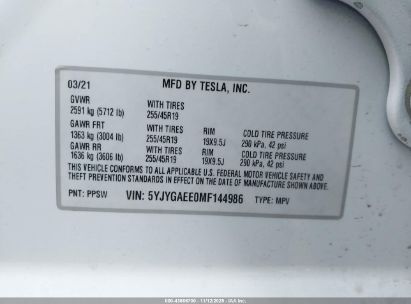 03/21 MFD BY TESLA, INC.
GVWR
2591 kg (5712 lb) WITH TIRES 255/45R19
GAWR FRT WITH TIRES RIM COLD TIRE PRESSURE
1363 kg (3004 lb) 255/45R19 19X9.5J 290 kPa, 42 psi
GAWR RR WITH TIRES RIM COLD TIRE PRESSURE
1636 kg (3606 lb) 255/45R19 19X9.5J 290 kPa, 42 psi
THIS VEHICLE CONFORMS TO ALL APPLICABLE U.S. FEDERAL MOTOR VEHICLE SAFETY AND
THEFT PREVENTION STANDARDS IN EFFECT ON THE DATE OF MANUFACTURE SHOWN ABOVE.
PNT: PPSW VIN: 5YJYGAEE0MF144986 TYPE: MPV